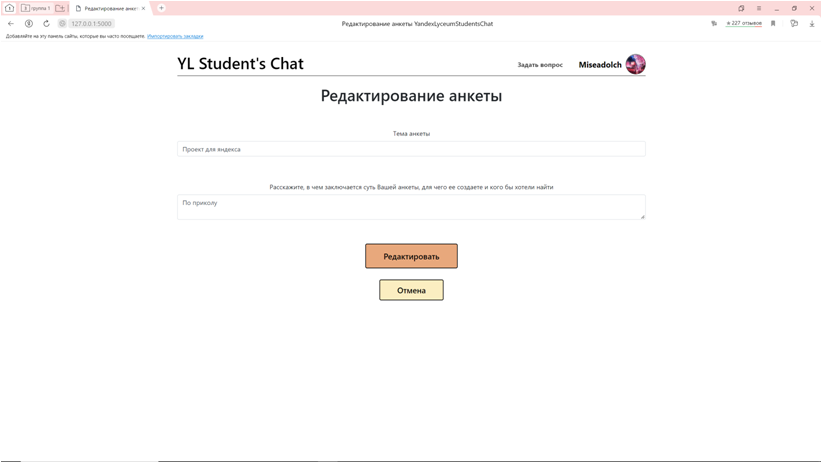 1 группа 1 Редактирование анкет
127.0.0.1:5000 Редактирование анкеты YandexLyceumStudentsChat 227 отзывов
Добавляйте на эту панель сайты, которые вы часто посещаете. Импортировать закладки
YL Student's Chat Задать вопрос Miseadolch
Редактирование анкеты
Тема анкеты
Проект для яндекса
Расскажите, в чем заключается суть Вашей анкеты, для чего ее создаете и кого бы хотели найти
По приколу
Редактировать
Отмена